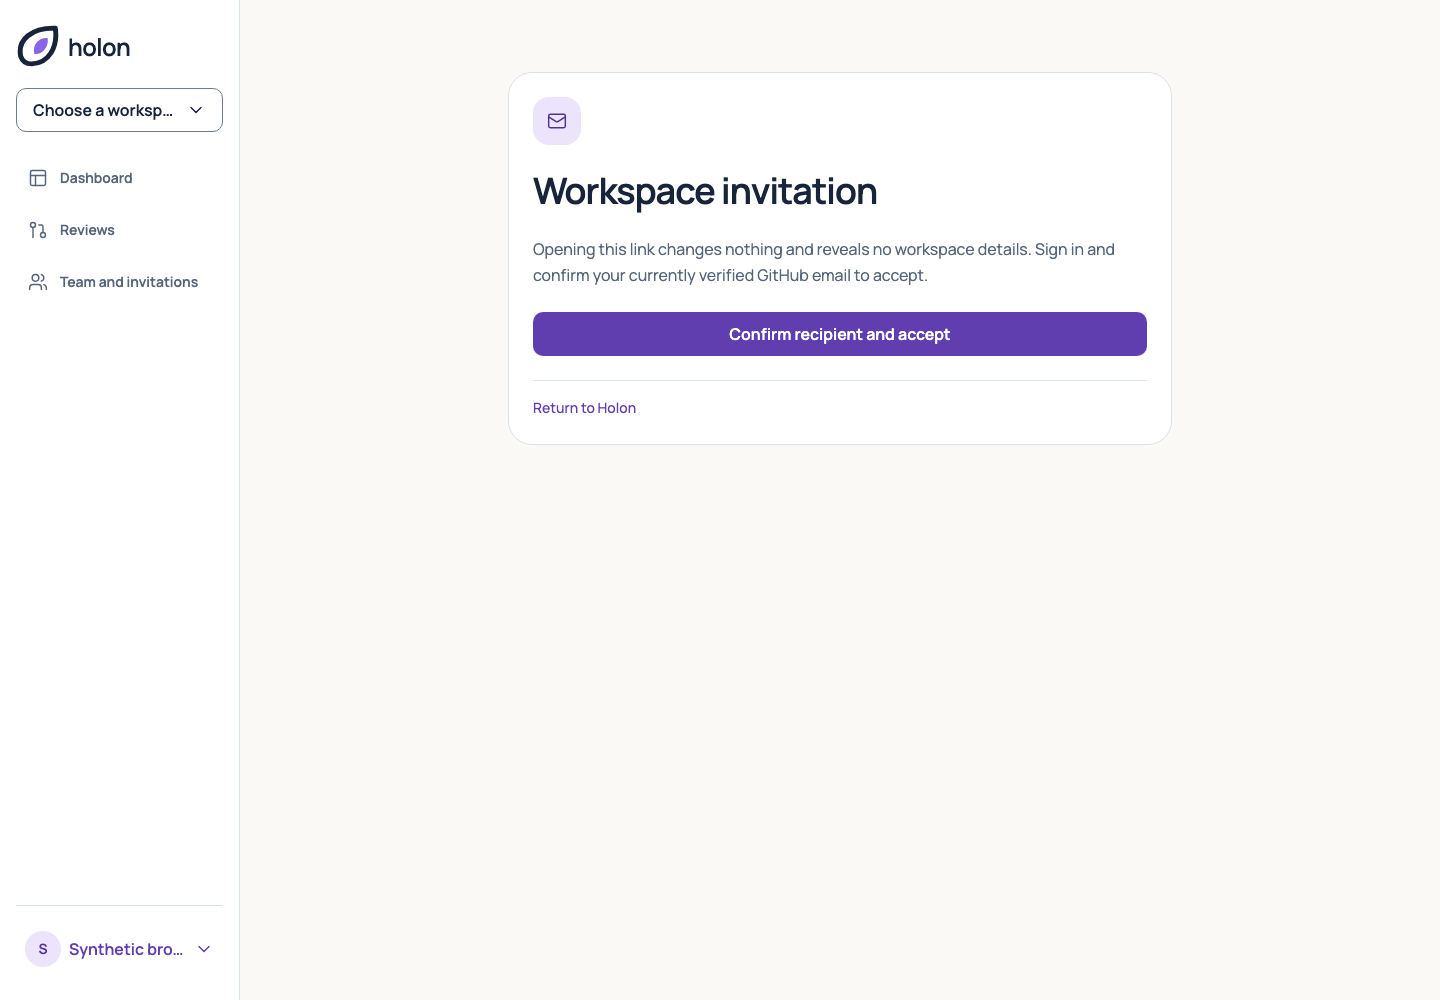 holon
Choose a worksp...
Dashboard
Reviews
Team and invitations
Workspace invitation
Opening this link changes nothing and reveals no workspace details. Sign in and
confirm your currently verified GitHub email to accept.
Confirm recipient and accept
Return to Holon
S
Synthetic bro...